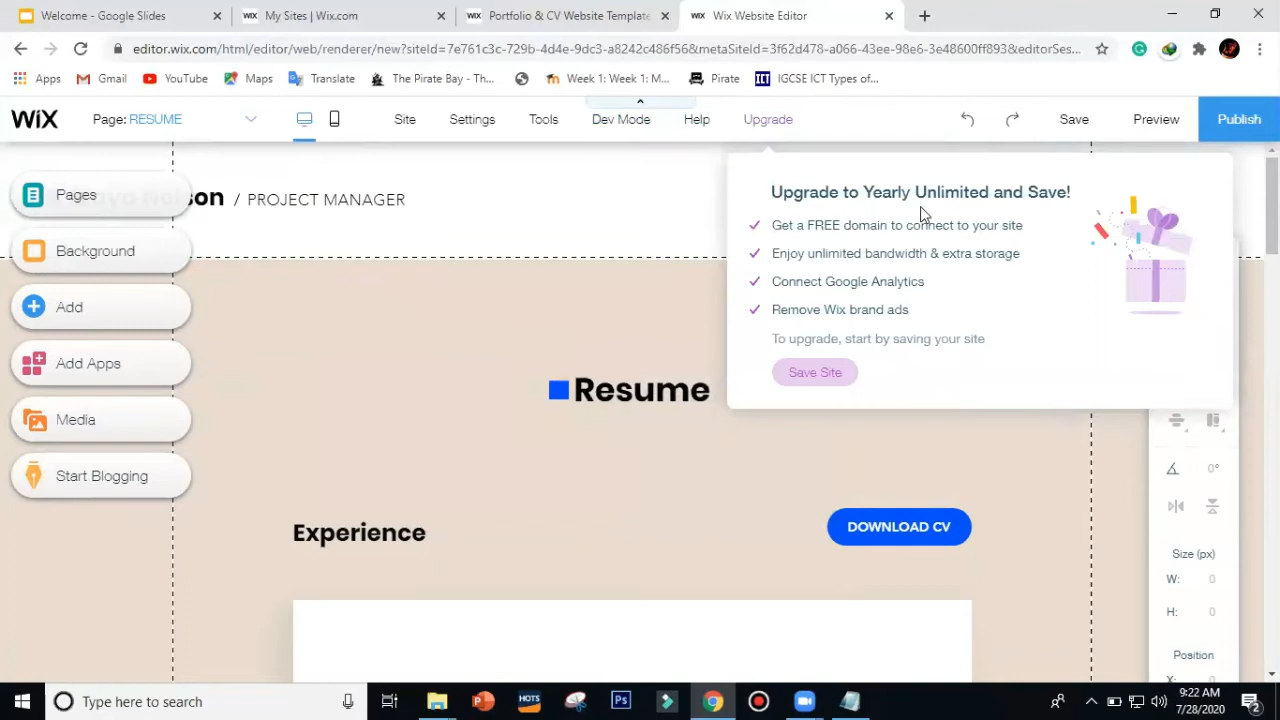 Welcome - Google Slides
My Sites | Wix.com
Portfolio & CV Website Template
Wix Website Editor
editor.wix.com/html/editor/web/renderer/new?siteId=7e761c3c-729b-4d4e-9dc3-a8242c486f56&metaSiteId=3f62d478-a066-43ee-98e6-3e48600ff893&editorSes...
Apps
Gmail
YouTube
Maps
Translate
The Pirate Bay - Th...
Week 1: Week 1: M...
Pirate
ICT IGCSE ICT Types of...
WiX
Page: RESUME
Site
Settings
Tools
Dev Mode
Help
Upgrade
Save
Preview
Publish
/ PROJECT MANAGER
Pages
Background
Add
Add Apps
Media
Start Blogging
Upgrade to Yearly Unlimited and Save!
Get a FREE domain to connect to your site
Enjoy unlimited bandwidth & extra storage
Connect Google Analytics
Remove Wix brand ads
To upgrade, start by saving your site
Save Site
Resume
Experience
DOWNLOAD CV
0°
Size (px)
W: 0
H: 0
Position
X:
Type here to search
HOTS
Ps
9:22 AM
7/28/2020
2